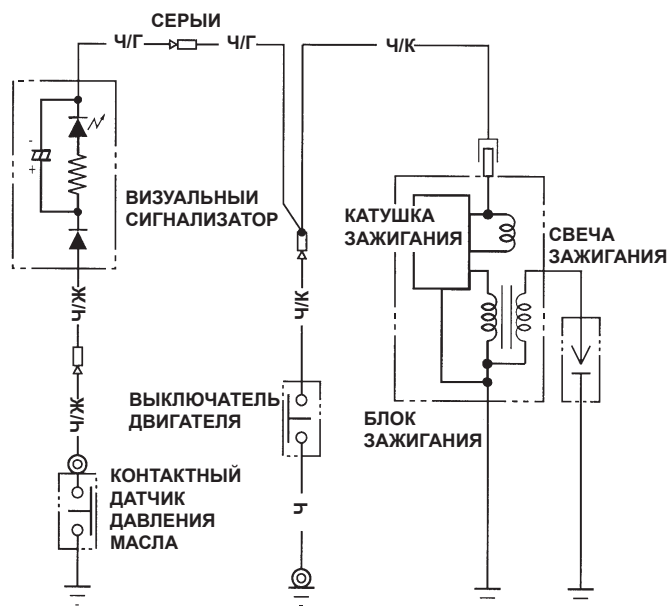 СЕРЫЙ
Ч/Г
Ч/Г
Ч/К
ВИЗУАЛЬНЫЙ
СИГНАЛИЗАТОР
КАТУШКА
ЗАЖИГАНИЯ
СВЕЧА
ЗАЖИГАНИЯ
-
+
Ж/Ч
Ч/К
Ж/Ч
ВЫКЛЮЧАТЕЛЬ
ДВИГАТЕЛЯ
БЛОК
ЗАЖИГАНИЯ
КОНТАКТНЫЙ
ДАТЧИК
ДАВЛЕНИЯ
МАСЛА
Ч